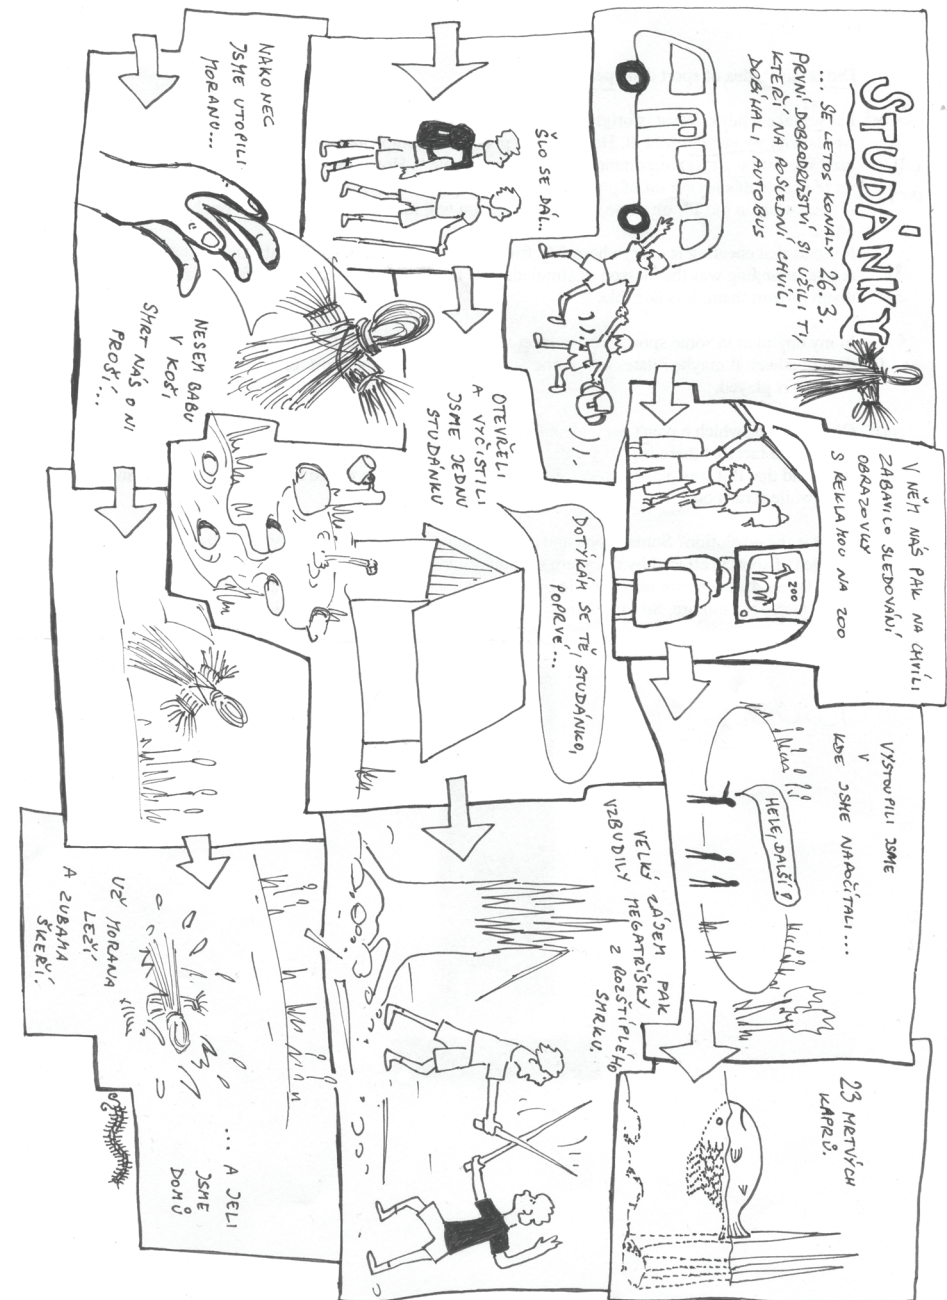 STUDÁNKY
... SE LETOS KONALY 26. 3.
PRVNÍ DOBRODRUŽSTVÍ SI UŽILI TI,
KTEŘÍ NA POSLEDNÍ CHVÍLI
DOBÍHALI AUTOBUS
V NĚM NÁS PAK NA CHVÍLI
ZABAVILO SLEDOVÁNÍ
OBRAZOVKY
S REKLAMOU NA ZOO
ZOO
VYSTOUPILI JSME
V
KDE JSME NAPOČÍTALI...
HELE, DALŠÍ!
23 MRTVÝCH
KAPRŮ.
ŠLO SE DÁL...
OTEVŘELI
A VYČISTILI
JSME JEDNU
STUDÁNKU
DOTÝKÁM SE TĚ, STUDÁNKO,
POPRVÉ...
VELKÝ ZÁJEM PAK
VZBUDILY MEGATŘÍSKY
Z ROZŠTÍPLÉHO
SMRKU.
NAKONEC
JSME UTOPILI
MORANU...
NESEM BABU
V KOŠI,
SMRT NÁS O NI
PROSÍ...
UŽ MORANA
LEŽÍ
A ZUBAMA
ŠKEŘÍ.
... A JELI
JSME
DOMŮ